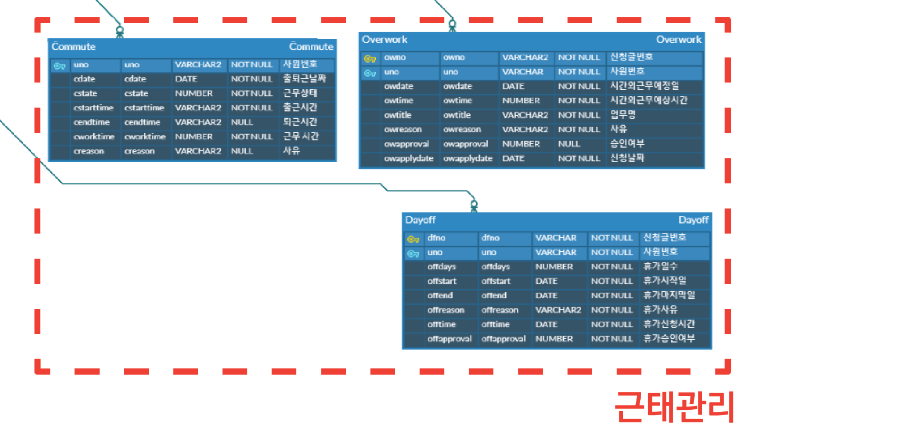 Commute Commute
uno uno VARCHAR2 NOT NULL 사원번호
cdate cdate DATE NOT NULL 출퇴근날짜
cstate cstate NUMBER NOT NULL 근무상태
cstarttime cstarttime VARCHAR2 NOT NULL 출근시간
cendtime cendtime VARCHAR2 NULL 퇴근시간
cworktime cworktime NUMBER NOT NULL 근무 시간
creason creason VARCHAR2 NULL 사유
Overwork Overwork
owno owno VARCHAR2 NOT NULL 신청글번호
uno uno VARCHAR NOT NULL 사원번호
owdate owdate DATE NOT NULL 시간외근무예정일
owtime owtime NUMBER NOT NULL 시간외근무예상시간
owtitle owtitle VARCHAR2 NOT NULL 업무명
owreason owreason VARCHAR2 NOT NULL 사유
owapproval owapproval NUMBER NULL 승인여부
owapplydate owapplydate DATE NOT NULL 신청날짜
Dayoff Dayoff
dfno dfno VARCHAR NOT NULL 신청글번호
uno uno VARCHAR NOT NULL 사원번호
offdays offdays NUMBER NOT NULL 휴가일수
offstart offstart DATE NOT NULL 휴가시작일
offend offend DATE NOT NULL 휴가마지막일
offreason offreason VARCHAR2 NOT NULL 휴가사유
offtime offtime DATE NOT NULL 휴가신청시간
offapproval offapproval NUMBER NOT NULL 휴가승인여부
근태관리